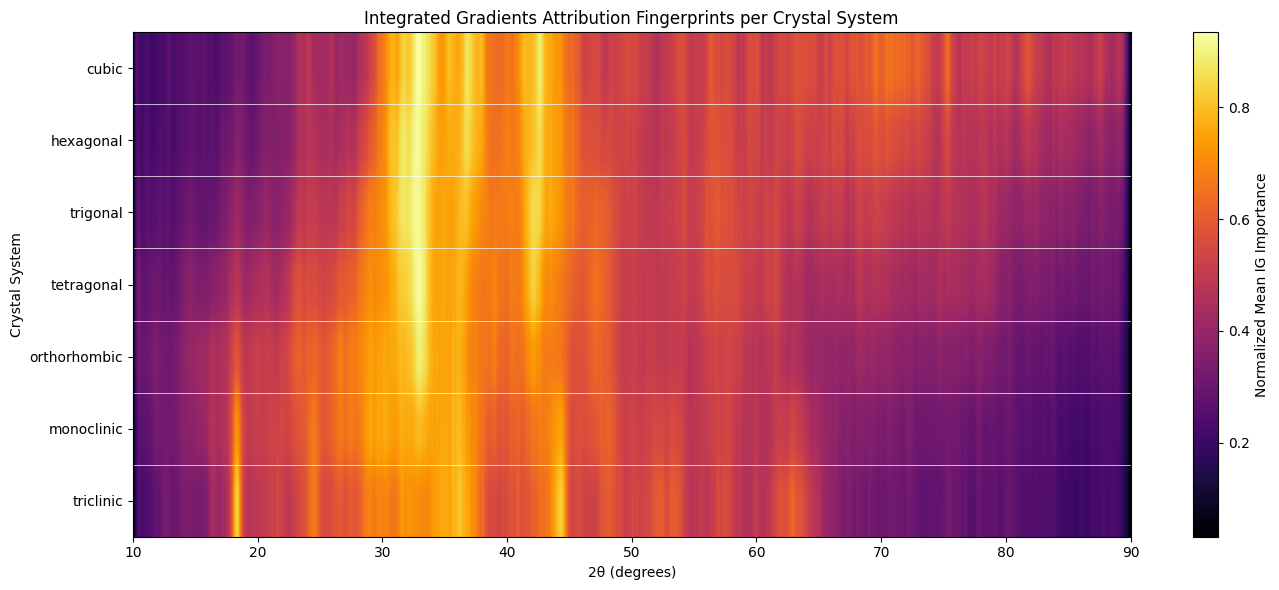 Integrated Gradients Attribution Fingerprints per Crystal System
Crystal System
cubic
hexagonal
trigonal
tetragonal
orthorhombic
monoclinic
triclinic
10 20 30 40 50 60 70 80 90
2θ (degrees)
0.8
0.6
0.4
0.2
Normalized Mean IG Importance